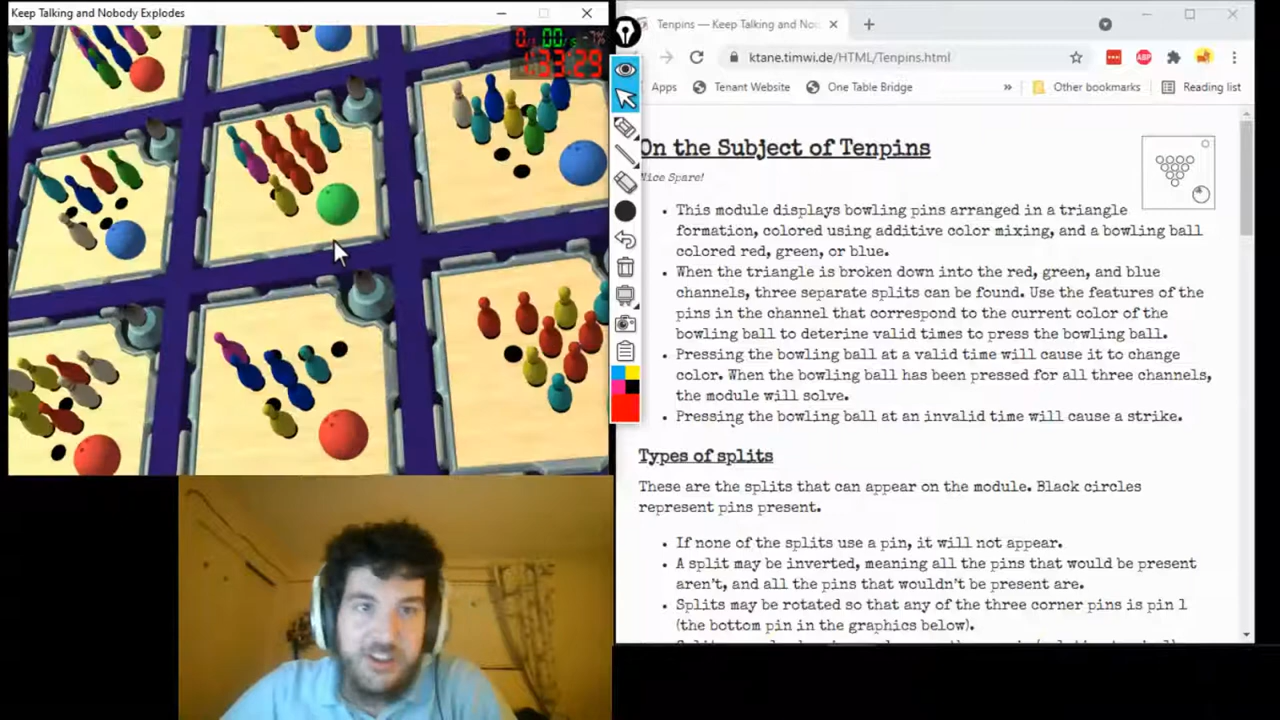 Keep Talking and Nobody Explodes
1:33:29
Tenpins — Keep Talking and No
ktane.timwi.de/HTML/Tenpins.html
Apps
Tenant Website
One Table Bridge
»
Other bookmarks
Reading list
On the Subject of Tenpins
Nice Spare!
• This module displays bowling pins arranged in a triangle
formation, colored using additive color mixing, and a bowling ball
colored red, green, or blue.
• When the triangle is broken down into the red, green, and blue
channels, three separate splits can be found. Use the features of the
pins in the channel that correspond to the current color of the
bowling ball to deterine valid times to press the bowling ball.
• Pressing the bowling ball at a valid time will cause it to change
color. When the bowling ball has been pressed for all three channels,
the module will solve.
• Pressing the bowling ball at an invalid time will cause a strike.
Types of splits
These are the splits that can appear on the module. Black circles
represent pins present.
• If none of the splits use a pin, it will not appear.
• A split may be inverted, meaning all the pins that would be present
aren't, and all the pins that wouldn't be present are.
• Splits may be rotated so that any of the three corner pins is pin 1
(the bottom pin in the graphics below).